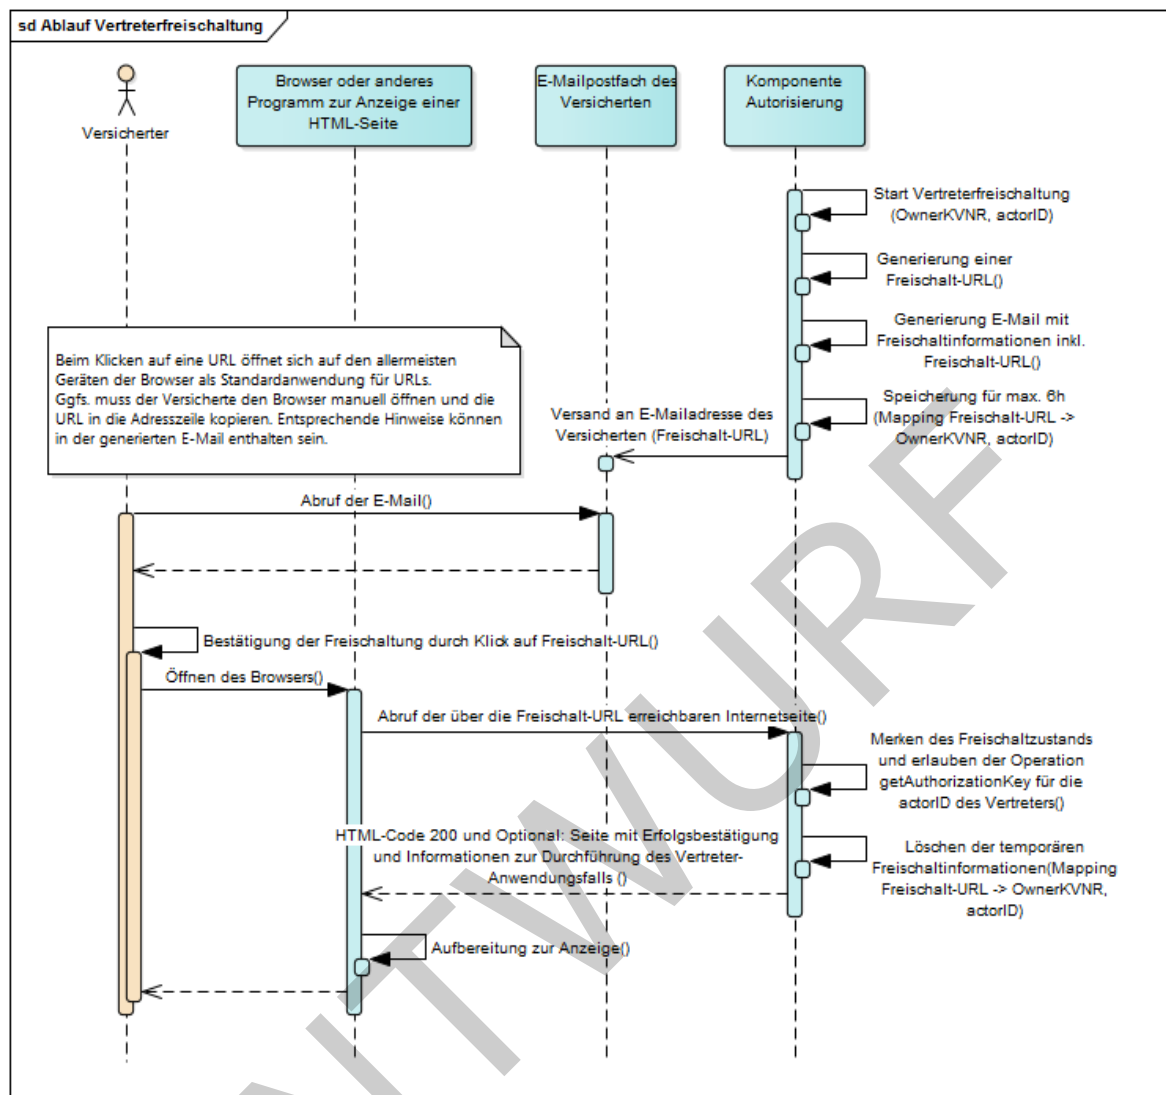 sd Ablauf Vertreterfreischaltung
Versicherter
Browser oder anderes
Programm zur Anzeige einer
HTML-Seite
E-Mailpostfach des
Versicherten
Komponente
Autorisierung
Start Vertreterfreischaltung
(OwnerKVNR, actorID)
Generierung einer
Freischalt-URL()
Generierung E-Mail mit
Freischaltinformationen inkl.
Freischalt-URL()
Beim Klicken auf eine URL öffnet sich auf den allermeisten
Geräten der Browser als Standardanwendung für URLs.
Ggfs. muss der Versicherte den Browser manuell öffnen und die
URL in die Adresszeile kopieren. Entsprechende Hinweise können
in der generierten E-Mail enthalten sein.
Speicherung für max. 6h
(Mapping Freischalt-URL ->
OwnerKVNR, actorID)
Versand an E-Mailadresse des
Versicherten (Freischalt-URL)
Abruf der E-Mail()
Bestätigung der Freischaltung durch Klick auf Freischalt-URL()
Öffnen des Browsers()
Abruf der über die Freischalt-URL erreichbaren Internetseite()
Merken des Freischaltzustands
und erlauben der Operation
getAuthorizationKey für die
actorID des Vertreters()
HTML-Code 200 und Optional: Seite mit Erfolgsbestätigung
und Informationen zur Durchführung des Vertreter-
Anwendungsfalls ()
Löschen der temporären
Freischaltinformationen(Mapping
Freischalt-URL -> OwnerKVNR,
actorID)
Aufbereitung zur Anzeige()
ENTWURF